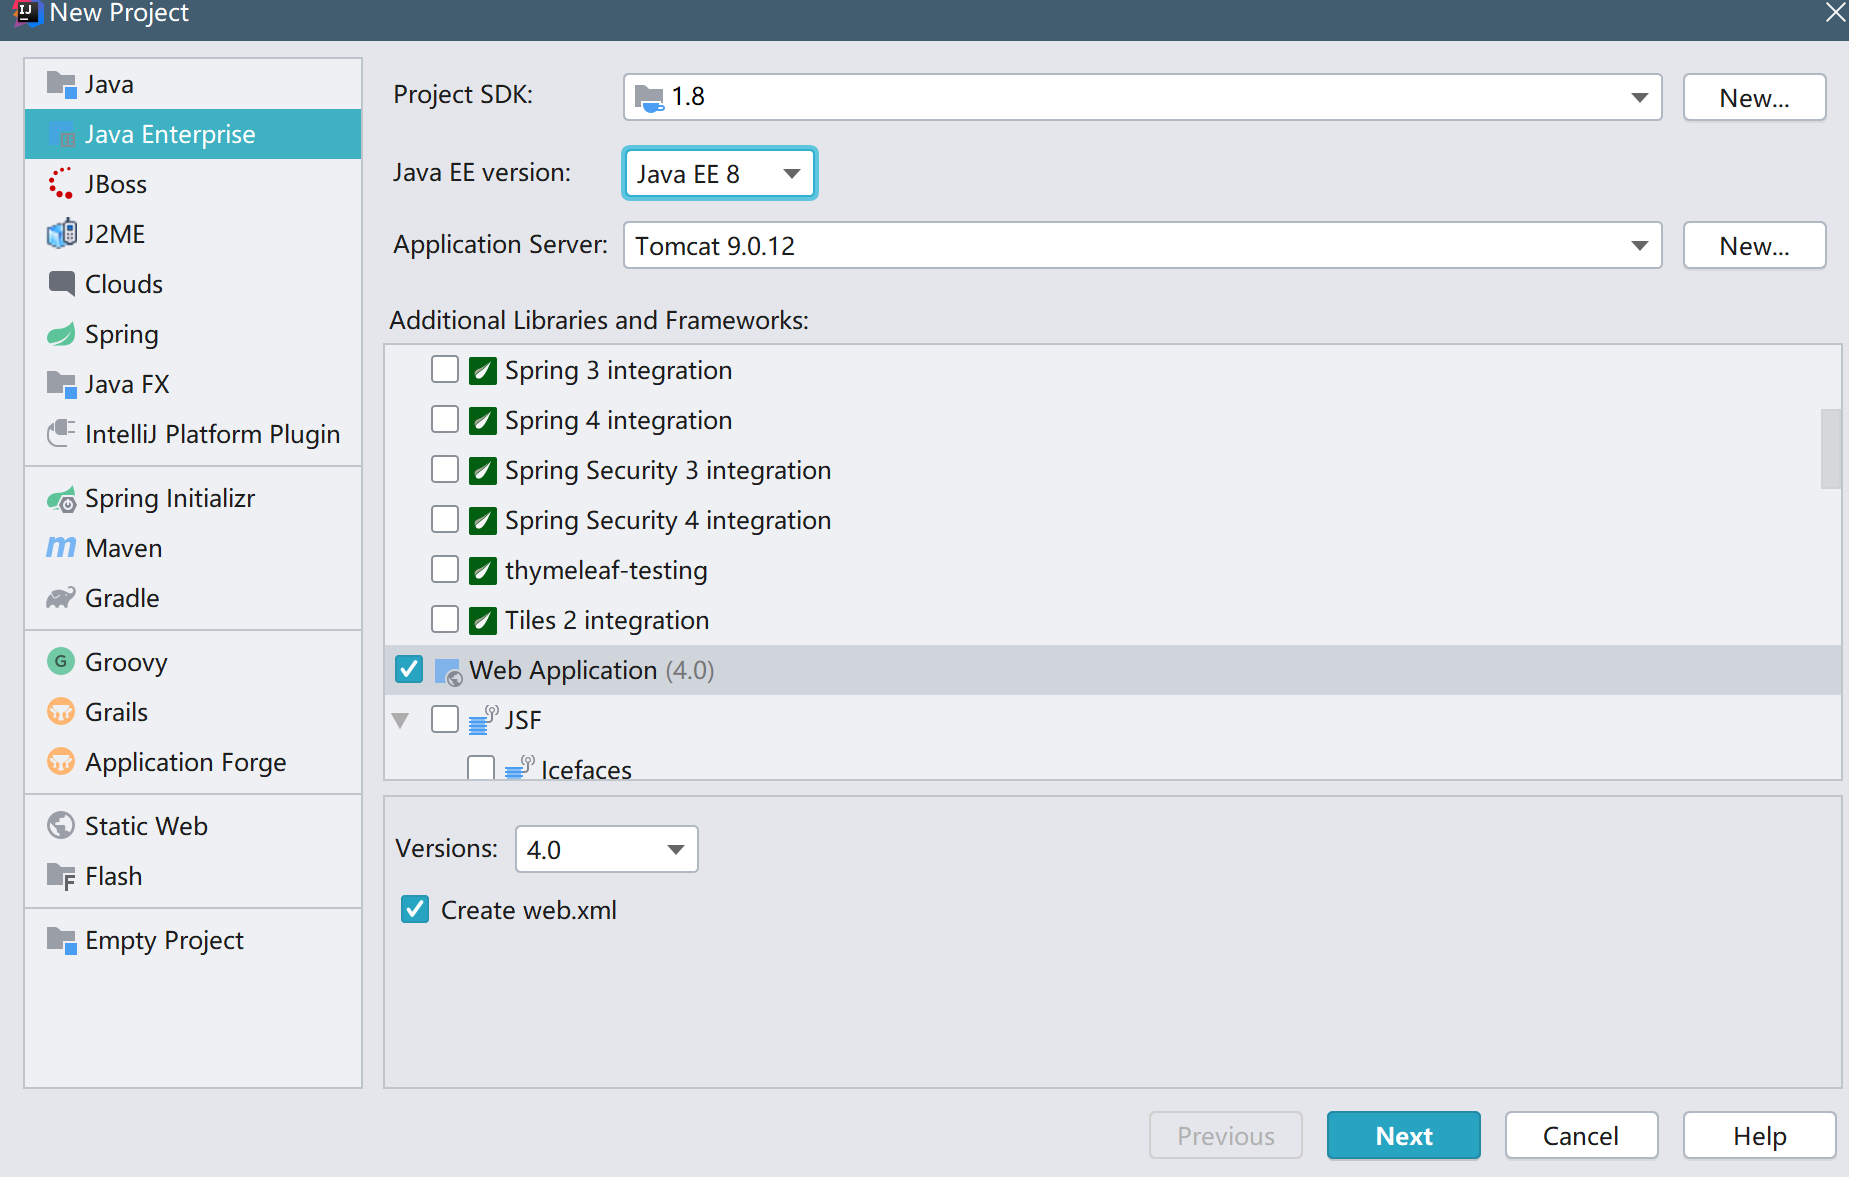 New Project
Java
Java Enterprise
JBoss
J2ME
Clouds
Spring
Java FX
IntelliJ Platform Plugin
Spring Initializr
Maven
Gradle
Groovy
Grails
Application Forge
Static Web
Flash
Empty Project
Project SDK: 1.8 New...
Java EE version: Java EE 8
Application Server: Tomcat 9.0.12 New...
Additional Libraries and Frameworks:
Spring 3 integration
Spring 4 integration
Spring Security 3 integration
Spring Security 4 integration
thymeleaf-testing
Tiles 2 integration
Web Application (4.0)
JSF
Icefaces
Versions: 4.0
Create web.xml
Previous Next Cancel Help